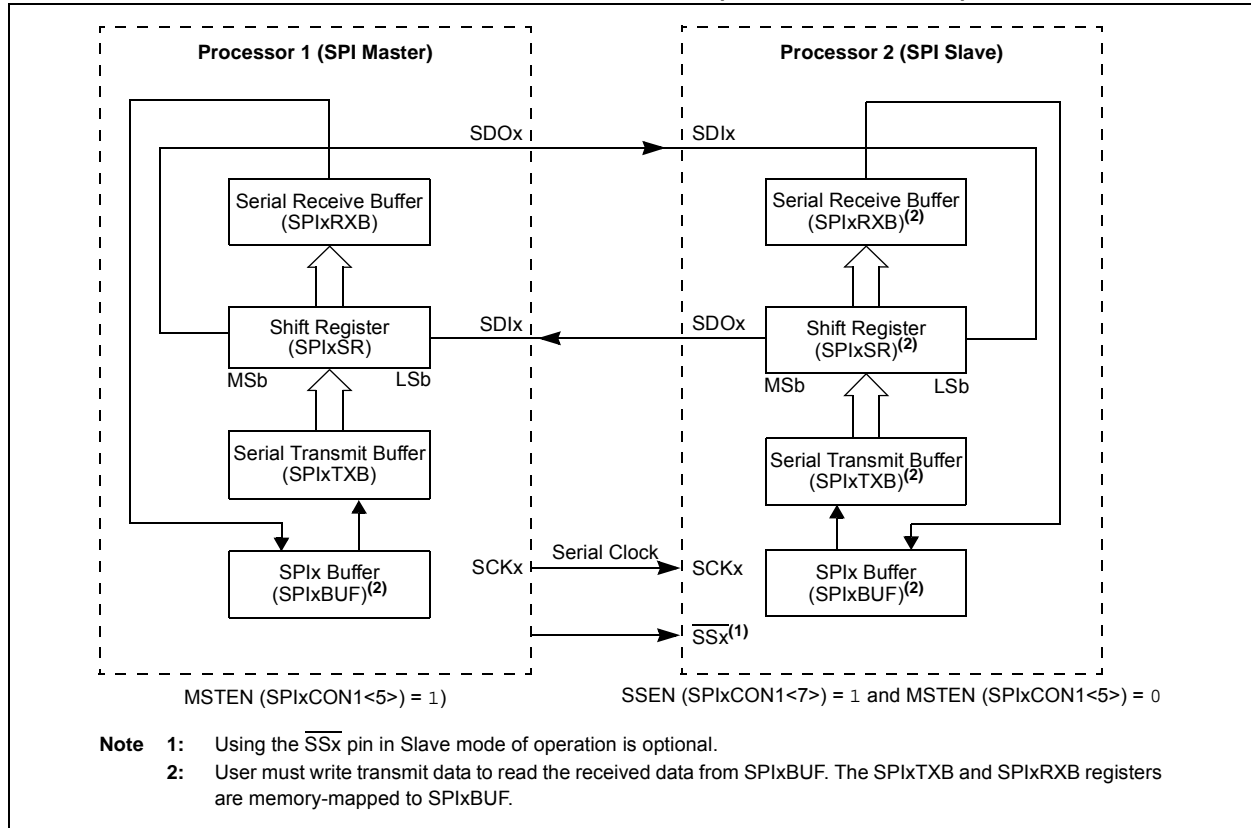 Processor 1 (SPI Master)
Processor 2 (SPI Slave)
SDOx
SDIx
Serial Receive Buffer
(SPIxRXB)
Serial Receive Buffer
(SPIxRXB)(2)
Shift Register
(SPIxSR)
SDIx
SDOx
Shift Register
(SPIxSR)(2)
MSb
LSb
MSb
LSb
Serial Transmit Buffer
(SPIxTXB)
Serial Transmit Buffer
(SPIxTXB)(2)
SPIx Buffer
(SPIxBUF)(2)
SCKx
Serial Clock
SCKx
SPIx Buffer
(SPIxBUF)(2)
SSx(1)
MSTEN (SPIxCON1<5>) = 1)
SSEN (SPIxCON1<7>) = 1 and MSTEN (SPIxCON1<5>) = 0
Note 1: Using the SSx pin in Slave mode of operation is optional.
2: User must write transmit data to read the received data from SPIxBUF. The SPIxTXB and SPIxRXB registers
are memory-mapped to SPIxBUF.